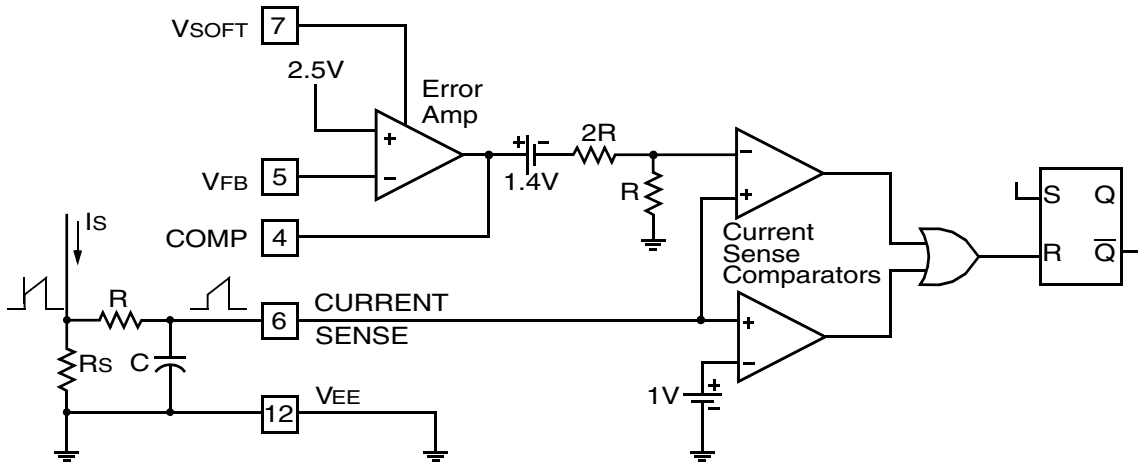 VSOFT 7
2.5V
Error
Amp
+
−
VFB 5
+ −
1.4V
2R
R
−
+
COMP 4
IS
Current
Sense
Comparators
S Q
R Q̅
R
6 CURRENT
SENSE
+
−
RS
C
1V
+
−
12 VEE